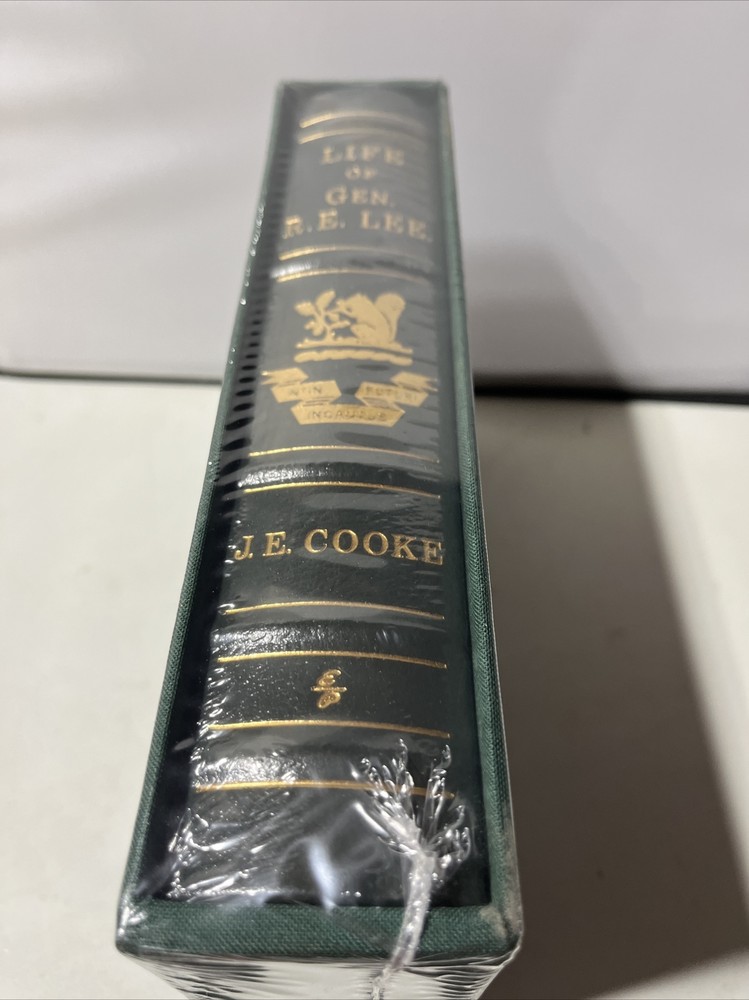 LIFE
OF
GEN.
R. E. LEE.
NON
INCAUTUS
FUTURI
J. E. COOKE